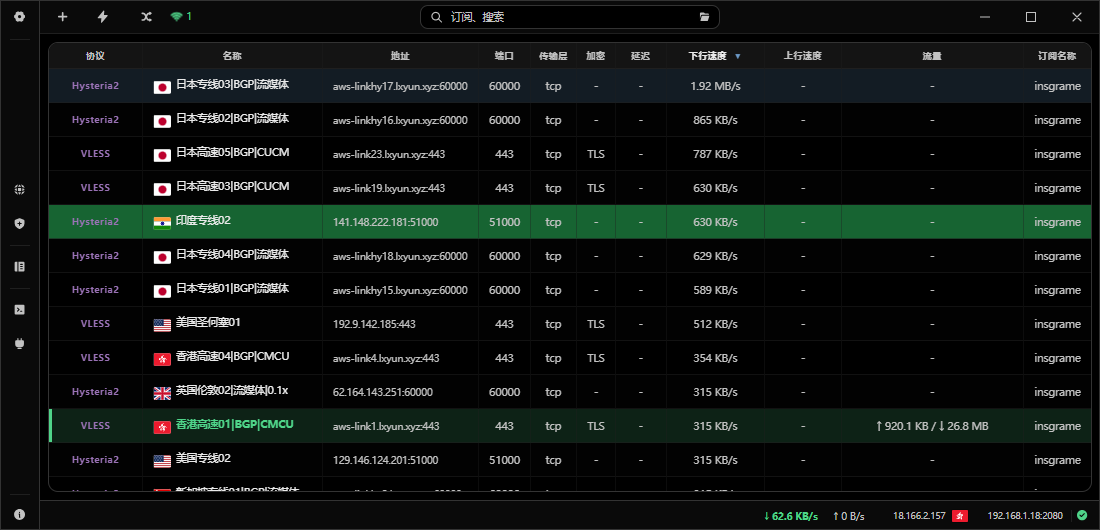 1
订阅、搜索
协议 名称 地址 端口 传输层 加密 延迟 下行速度 ▼ 上行速度 流量 订阅名称
Hysteria2 日本专线03|BGP|流媒体 aws-linkhy17.lxyun.xyz:60000 60000 tcp - - 1.92 MB/s - - insgrame
Hysteria2 日本专线02|BGP|流媒体 aws-linkhy16.lxyun.xyz:60000 60000 tcp - - 865 KB/s - - insgrame
VLESS 日本高速05|BGP|CUCM aws-link23.lxyun.xyz:443 443 tcp TLS - 787 KB/s - - insgrame
VLESS 日本高速03|BGP|CUCM aws-link19.lxyun.xyz:443 443 tcp TLS - 630 KB/s - - insgrame
Hysteria2 印度专线02 141.148.222.181:51000 51000 tcp - - 630 KB/s - - insgrame
Hysteria2 日本专线04|BGP|流媒体 aws-linkhy18.lxyun.xyz:60000 60000 tcp - - 629 KB/s - - insgrame
Hysteria2 日本专线01|BGP|流媒体 aws-linkhy15.lxyun.xyz:60000 60000 tcp - - 589 KB/s - - insgrame
VLESS 美国圣何塞01 192.9.142.185:443 443 tcp TLS - 512 KB/s - - insgrame
VLESS 香港高速04|BGP|CMCU aws-link4.lxyun.xyz:443 443 tcp TLS - 354 KB/s - - insgrame
Hysteria2 英国伦敦02|流媒体|0.1x 62.164.143.251:60000 60000 tcp - - 315 KB/s - - insgrame
VLESS 香港高速01|BGP|CMCU aws-link1.lxyun.xyz:443 443 tcp TLS - 315 KB/s - ↑ 920.1 KB / ↓ 26.8 MB insgrame
Hysteria2 美国专线02 129.146.124.201:51000 51000 tcp - - 315 KB/s - - insgrame
↓ 62.6 KB/s ↑ 0 B/s 18.166.2.157 192.168.1.18:2080